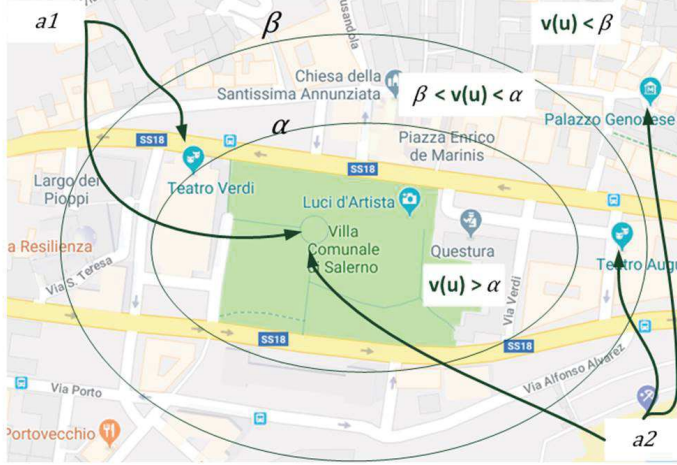 a1
β
v(u) < β
Chiesa della
Santissima Annunziata
β < v(u) < α
Palazzo Genovese
α
SS18
Piazza Enrico
de Marinis
SS18
Largo dei
Pioppi
Teatro Verdi
Luci d'Artista
a Resilienza
Villa
Comunale
di Salerno
Questura
Teatro Augu
Via S. Teresa
v(u) > α
Via Verdi
SS18
SS18
Via Alfonso Alvarez
Via Porto
Portovecchio
a2